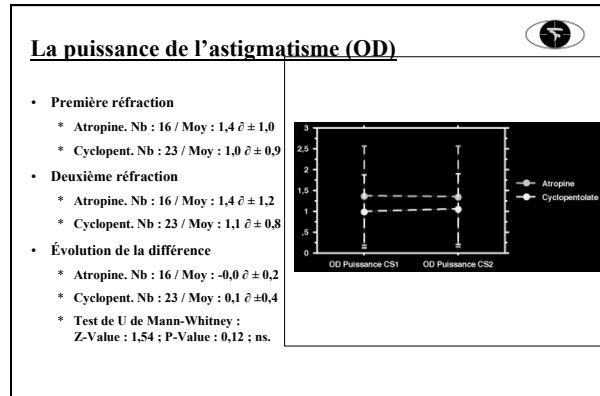 La puissance de l’astigmatisme (OD)
• Première réfraction
* Atropine. Nb : 16 / Moy : 1,4 ∂ ± 1,0
* Cyclopent. Nb : 23 / Moy : 1,0 ∂ ± 0,9
• Deuxième réfraction
* Atropine. Nb : 16 / Moy : 1,4 ∂ ± 1,2
* Cyclopent. Nb : 23 / Moy : 1,1 ∂ ± 0,8
• Évolution de la différence
* Atropine. Nb : 16 / Moy : -0,0 ∂ ± 0,2
* Cyclopent. Nb : 23 / Moy : 0,1 ∂ ±0,4
* Test de U de Mann-Whitney :
Z-Value : 1,54 ; P-Value : 0,12 ; ns.
3
2,5
2
1,5
1
,5
0
OD Puissance CS1 OD Puissance CS2
Atropine
Cyclopentolate